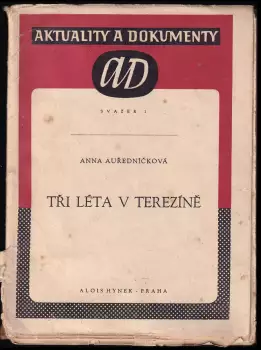 AKTUALITY A DOKUMENTY
AD
SVAZEK 1
ANNA AUŘEDNÍČKOVÁ
TŘI LÉTA V TEREZÍNĚ
ALOIS HYNEK - PRAHA